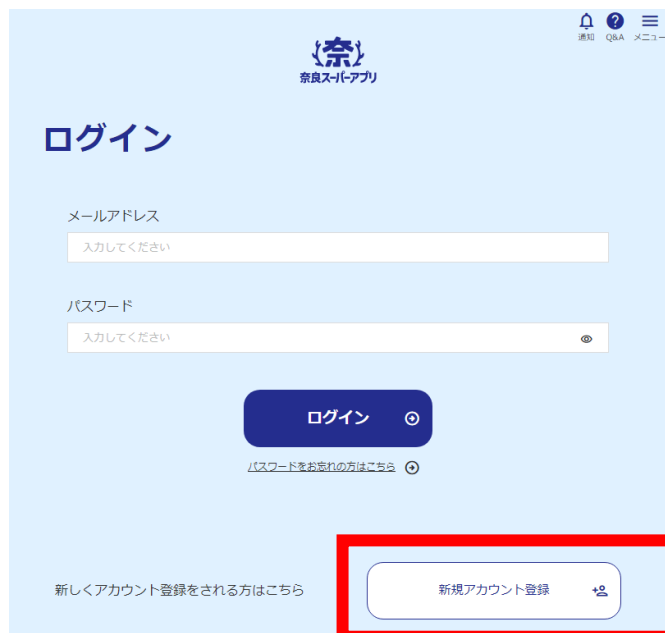 通知 Q&A メニュー
奈
奈良スーパーアプリ
ログイン
メールアドレス
入力してください
パスワード
入力してください
ログイン
パスワードをお忘れの方はこちら
新しくアカウント登録をされる方はこちら
新規アカウント登録